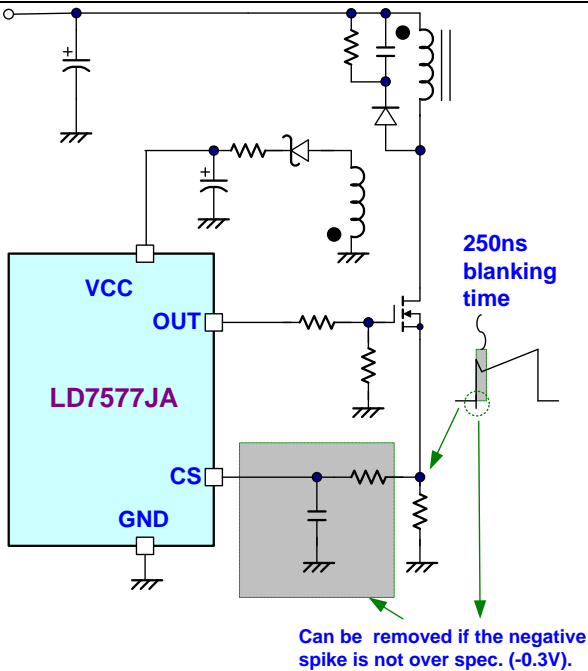 250ns
blanking
time
VCC
OUT
LD7577JA
CS
GND
+
+
Can be removed if the negative
spike is not over spec. (-0.3V).